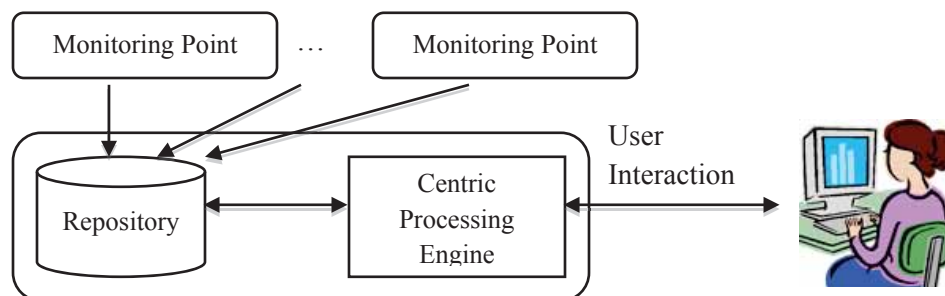 Monitoring Point
…
Monitoring Point
User
Interaction
Repository
Centric
Processing
Engine